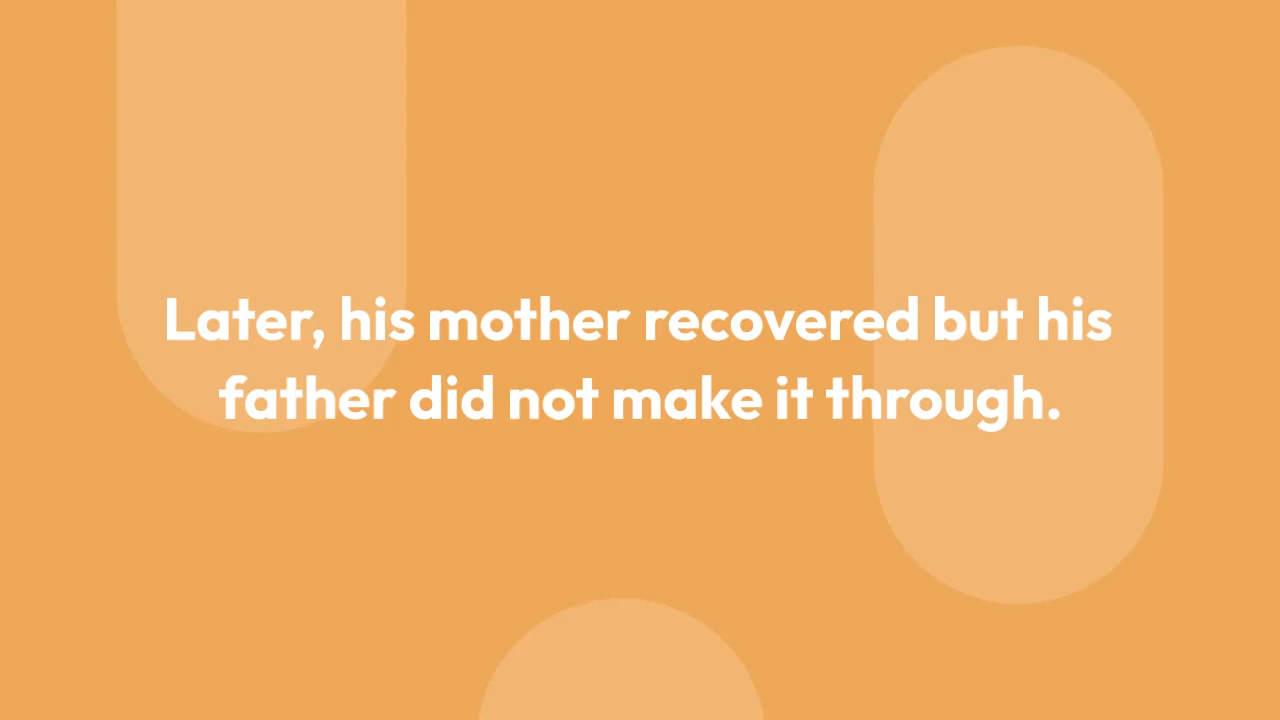 Later, his mother recovered but his
father did not make it through.